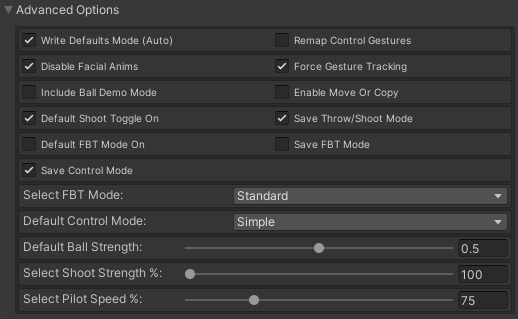 Advanced Options
Write Defaults Mode (Auto) Remap Control Gestures
Disable Facial Anims Force Gesture Tracking
Include Ball Demo Mode Enable Move Or Copy
Default Shoot Toggle On Save Throw/Shoot Mode
Default FBT Mode On Save FBT Mode
Save Control Mode
Select FBT Mode: Standard
Default Control Mode: Simple
Default Ball Strength: 0.5
Select Shoot Strength %: 100
Select Pilot Speed %: 75